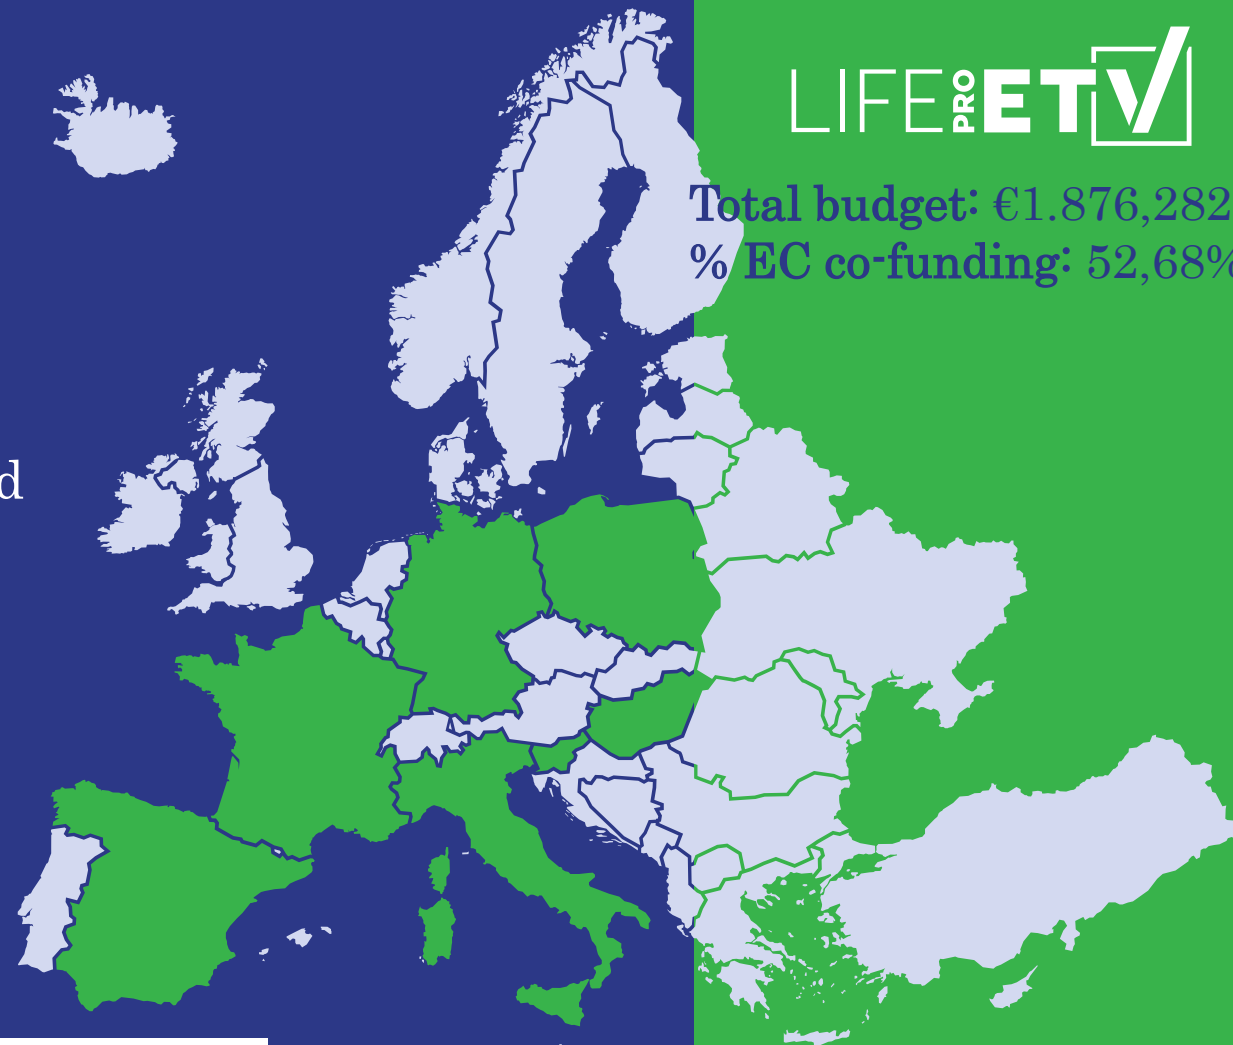 LIFE PRO ETV
Total budget: €1.876,282
% EC co-funding: 52,68%
d